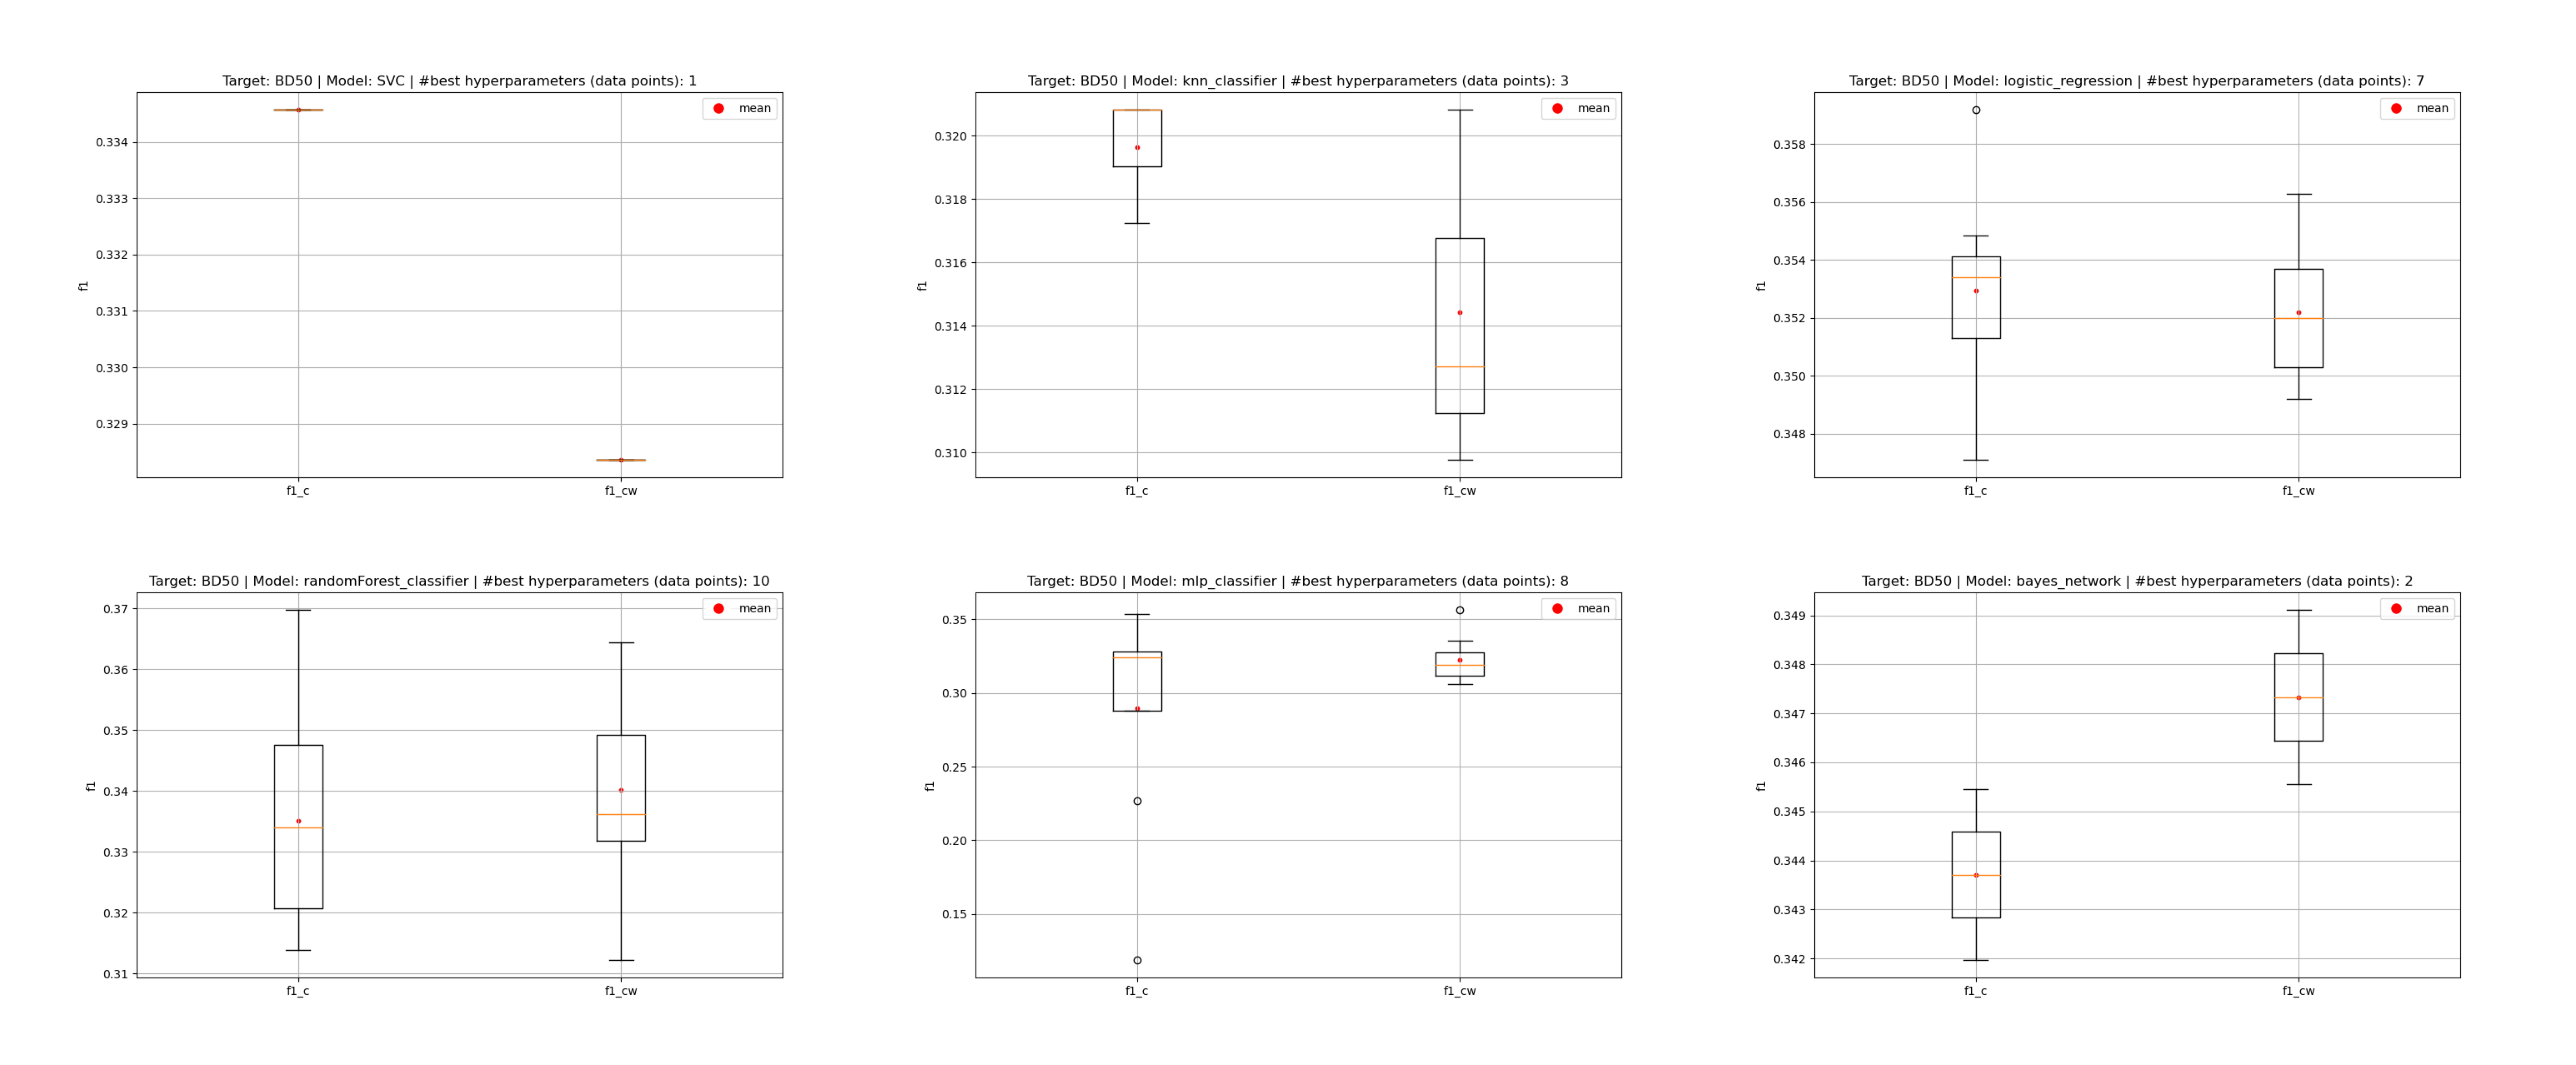 Target: BD50 | Model: SVC | #best hyperparameters (data points): 1
mean
0.334
0.333
0.332
0.331
0.330
0.329
f1
f1_c
f1_cw
Target: BD50 | Model: knn_classifier | #best hyperparameters (data points): 3
mean
0.320
0.318
0.316
0.314
0.312
0.310
f1
f1_c
f1_cw
Target: BD50 | Model: logistic_regression | #best hyperparameters (data points): 7
mean
0.358
0.356
0.354
0.352
0.350
0.348
f1
f1_c
f1_cw
Target: BD50 | Model: randomForest_classifier | #best hyperparameters (data points): 10
mean
0.37
0.36
0.35
0.34
0.33
0.32
0.31
f1
f1_c
f1_cw
Target: BD50 | Model: mlp_classifier | #best hyperparameters (data points): 8
mean
0.35
0.30
0.25
0.20
0.15
f1
f1_c
f1_cw
Target: BD50 | Model: bayes_network | #best hyperparameters (data points): 2
mean
0.349
0.348
0.347
0.346
0.345
0.344
0.343
0.342
f1
f1_c
f1_cw